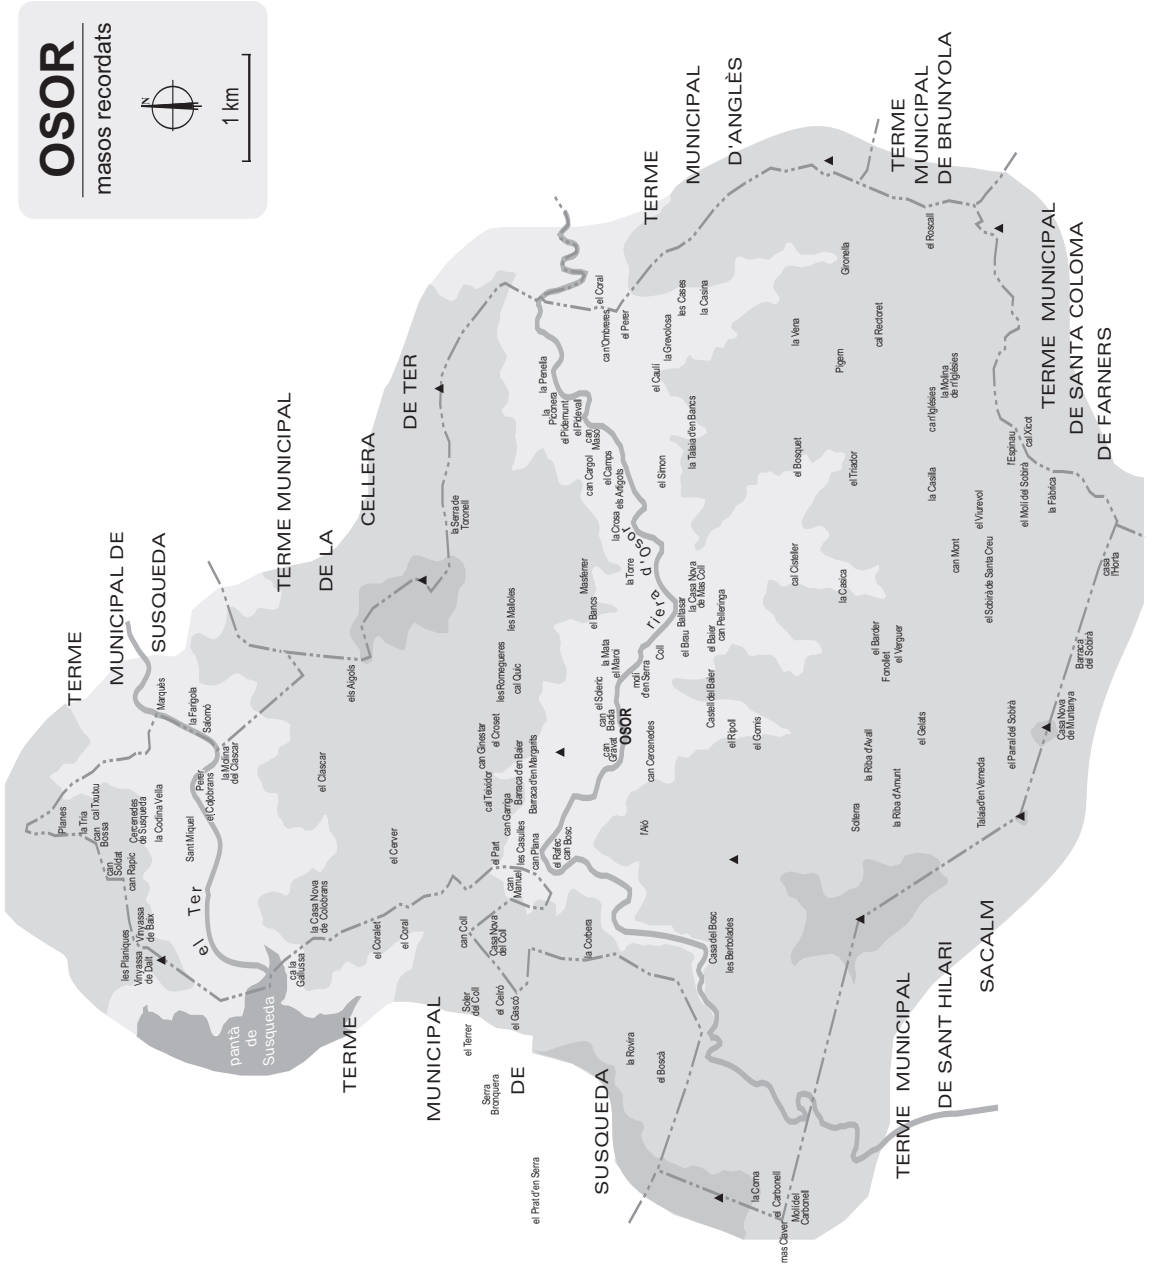 OSOR
masos recordats
N
1 km
TERME
MUNICIPAL DE
SUSQUEDA
TERME MUNICIPAL
DE LA
CELLERA
DE TER
TERME
MUNICIPAL
D'ANGLÈS
TERME
MUNICIPAL
DE BRUNYOLA
TERME MUNICIPAL
DE SANTA COLOMA
DE FARNERS
TERME MUNICIPAL
DE SANT HILARI
SACALM
TERME
MUNICIPAL
DE
SUSQUEDA
pantà
de
Susqueda
el Ter
riera d'Osor
OSOR
Planes
la Tria
can
Bossa
cal Txutxu
can
Soldat
can Rapic
Cercenedes
de Susqueda
la Codina Vella
Sant Miquel
les Planiques
Vinyassa
de Dalt
Vinyassa
de Baix
Marquès
la Farigola
Salomó
Perer
el Colobrans
la Molina
del Clascar
el Clascar
els Aigols
el Cerver
la Casa Nova
de Colobrans
ca la
Gallussa
el Coralet
el Coral
can Coll
Casa Nova
del Coll
Soler
del Coll
el Terrer
el Celró
el Gascó
Serra
Bronquera
el Prat d'en Serra
la Serra de
Toronell
les Malloles
les Romegueres
cal Quic
el Croset
can Ginestar
cal Teixidor
can Garriga
Barraca d'en Baier
Barraca d'en Margarits
el Part
les Casulles
can Plana
can
Manuel
el Rafec
can Bosc
la Corbera
la Rovira
el Boscà
la Penella
la
Piconera
el Pidemunt
el Pidevall
can
Masó
can Cargol
el Camps
els Artigots
la Crosa
Masferrer
el Bancs
la Torre
la Mata
el Marcí
el Soleric
can
Badia
can
Gravat
molí
d'en Serra
Coll
el Brau
Baltasar
la Casa Nova
de Mas Coll
el Baier
can Pelleringa
Castell del Baier
el Ripoll
el Gomis
can Cercenedes
l'Aió
Casa del Bosc
les Berbolades
el Coral
ca n'Ombreres
el Perer
les Cases
la Casina
la Grevolosa
el Caulí
la Talaia d'en Bancs
el Simon
la Vena
Gironella
el Roscall
cal Rectoret
Pigem
la Molina
de n'Iglésies
ca n'Iglésies
el Bosquet
el Triador
la Casilla
l'Espinau
cal Xicot
el Molí del Sobirà
la Fàbrica
el Viurevol
can Mont
el Sobirà de Santa Creu
cal Cisteller
la Casica
el Barder
Fonollet
el Verguer
casa
l'Horta
Barraca
del Sobirà
Casa Nova
de Muntanya
el Parral del Sobirà
el Gelats
la Riba d'Avall
la Riba d'Amunt
Solterra
Talaia d'en Verneda
la Coma
el Carbonell
Molí del
Carbonell
mas Claver